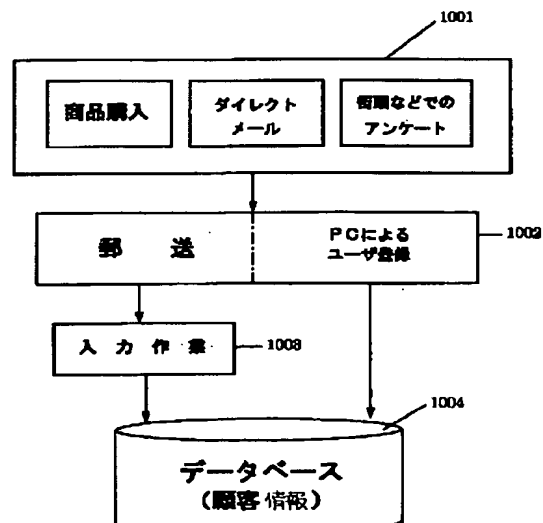 1001
商品購入
ダイレクト
メール
街頭などでの
アンケート
郵送
PCによる
ユーザ登録
1002
入力作業
1003
1004
データベース
(顧客情報)